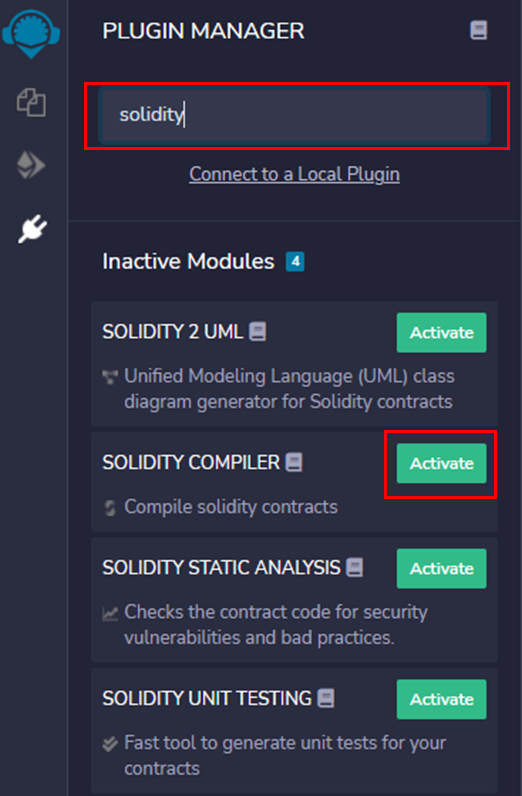 PLUGIN MANAGER
solidity
Connect to a Local Plugin
Inactive Modules 4
SOLIDITY 2 UML
Activate
Unified Modeling Language (UML) class
diagram generator for Solidity contracts
SOLIDITY COMPILER
Activate
Compile solidity contracts
SOLIDITY STATIC ANALYSIS
Activate
Checks the contract code for security
vulnerabilities and bad practices.
SOLIDITY UNIT TESTING
Activate
Fast tool to generate unit tests for your
contracts